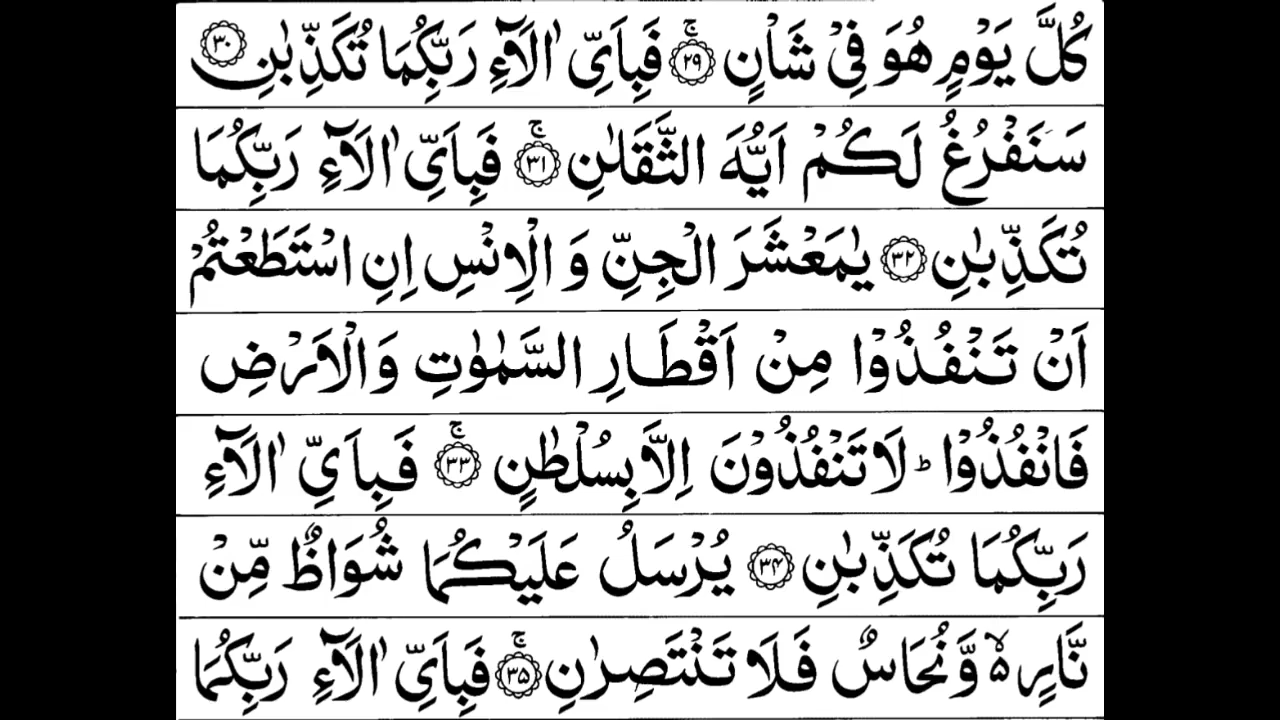 كُلَّ يَوْمٍ هُوَ فِيْ شَاْنٍ ۚ‏﴿۲۹﴾ فَبِاَيِّ اٰلَآءِ رَبِّكُمَا تُكَذِّبٰنِ ﴿۳۰﴾
سَنَفْرُغُ لَكُمْ اَيُّهَ الثَّقَلٰنِ ۚ‏﴿۳۱﴾ فَبِاَيِّ اٰلَآءِ رَبِّكُمَا
تُكَذِّبٰنِ ﴿۳۲﴾ يٰمَعْشَرَ الْجِنِّ وَ الْاِنْسِ اِنِ اسْتَطَعْتُمْ
اَنْ تَنْفُذُوْا مِنْ اَقْطَارِ السَّمٰوٰتِ وَالْاَرْضِ
فَانْفُذُوْا ؕ لَا تَنْفُذُوْنَ اِلَّا بِسُلْطٰنٍ ۚ‏﴿۳۳﴾ فَبِاَيِّ اٰلَآءِ
رَبِّكُمَا تُكَذِّبٰنِ ﴿۳۴﴾ يُرْسَلُ عَلَيْكُمَا شُوَاظٌ مِّنْ
نَّارٍ ۙ۬ وَّ نُحَاسٌ فَلَا تَنْتَصِرٰنِ ۚ‏﴿۳۵﴾ فَبِاَيِّ اٰلَآءِ رَبِّكُمَا